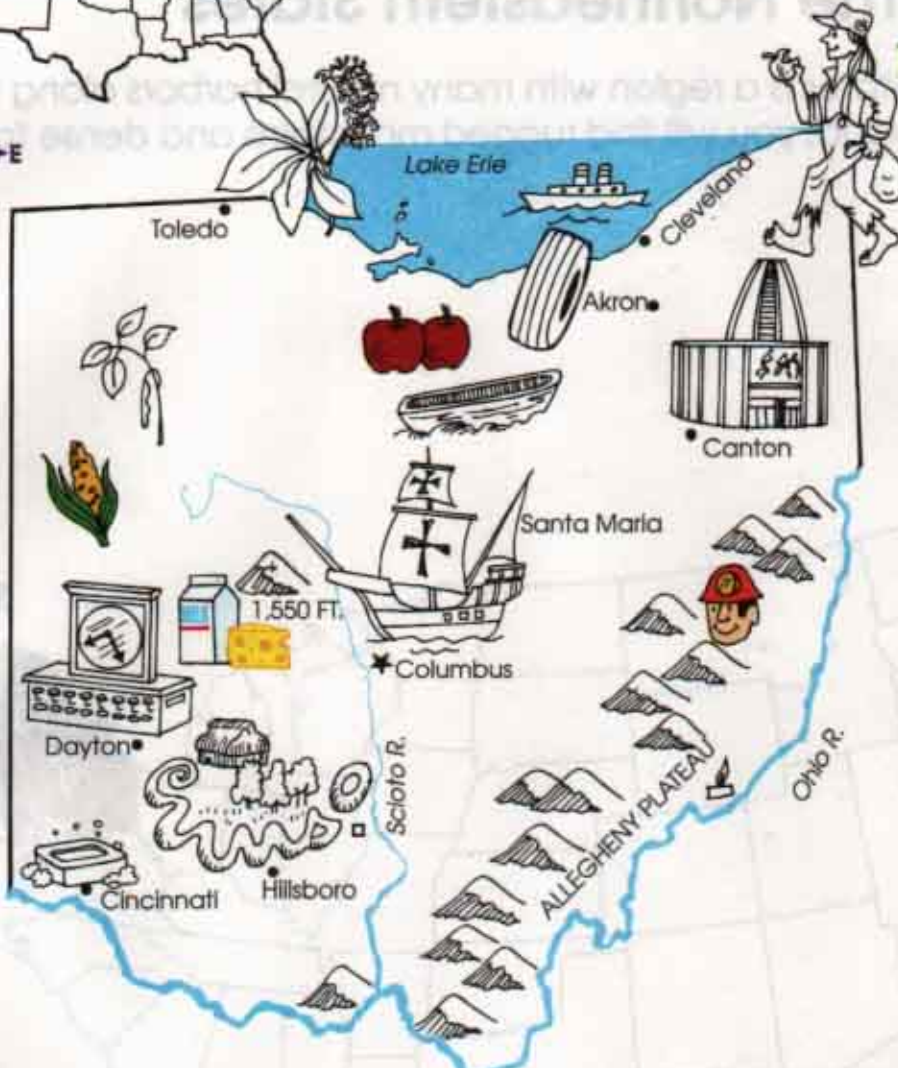 E
Lake Erie
Toledo
Cleveland
Akron
Canton
Santa Maria
1,550 FT.
Columbus
Dayton
Scioto R.
Ohio R.
ALLEGHENY PLATEAU
Hillsboro
Cincinnati